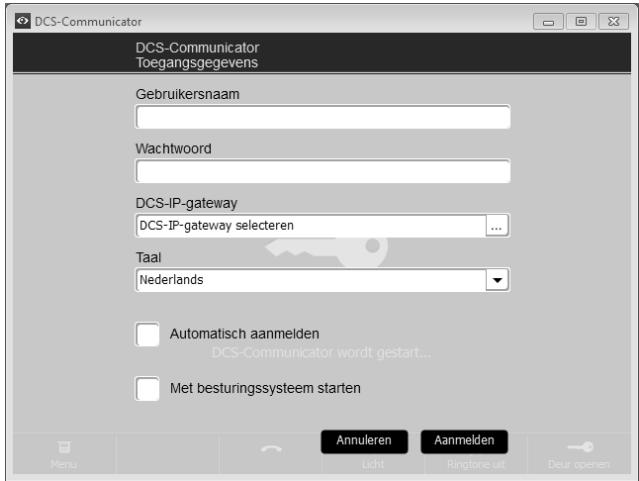 DCS-Communicator
DCS-Communicator
Toegangsgegevens
Gebruikersnaam
Wachtwoord
DCS-IP-gateway
DCS-IP-gateway selecteren ...
Taal
Nederlands
Automatisch aanmelden
DCS-Communicator wordt gestart...
Met besturingssysteem starten
Annuleren Aanmelden
Menu Licht Ringtone uit Deur openen